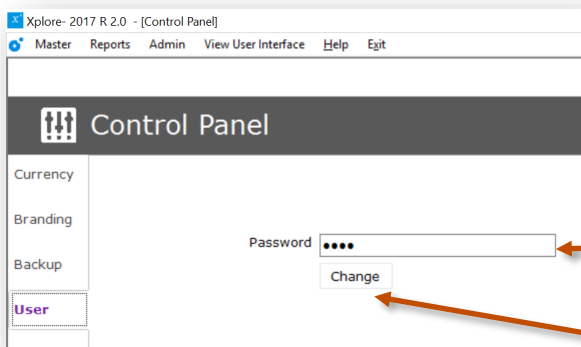 Xplore- 2017 R 2.0 - [Control Panel]
Master Reports Admin View User Interface Help Exit
Control Panel
Currency
Branding
Password ••••
Backup
Change
User